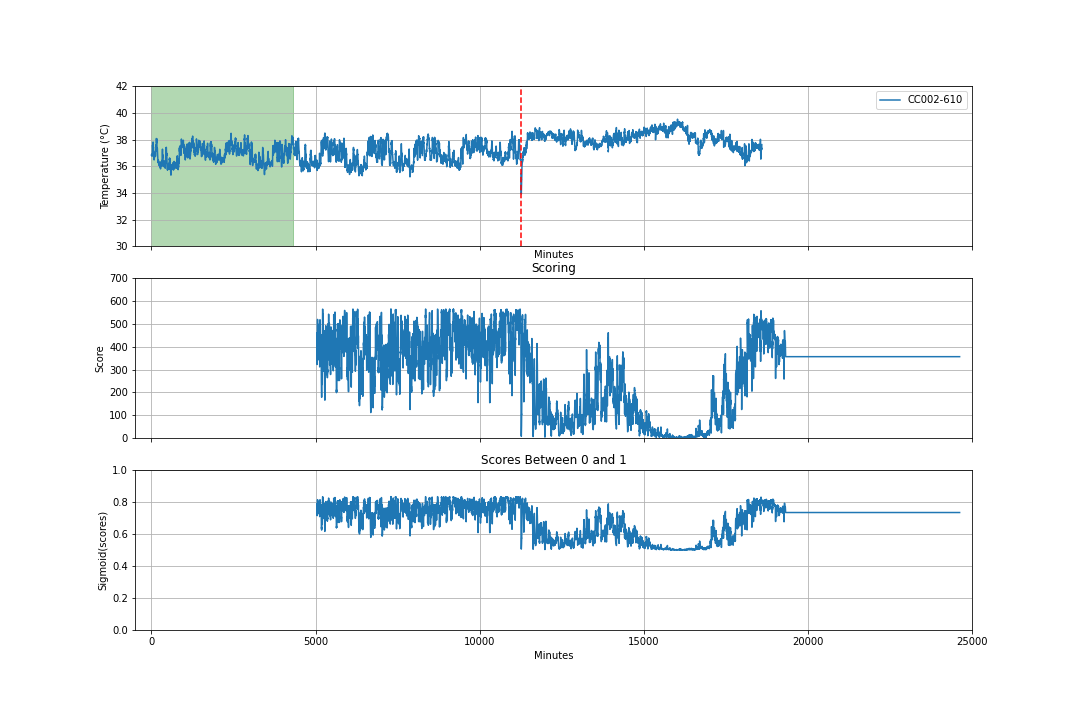 42
40
38
36
34
32
30
Temperature (°C)
CC002-610
Minutes
Scoring
700
600
500
400
300
200
100
0
Score
Scores Between 0 and 1
1.0
0.8
0.6
0.4
0.2
0.0
Sigmoid(scores)
0 5000 10000 15000 20000 25000
Minutes